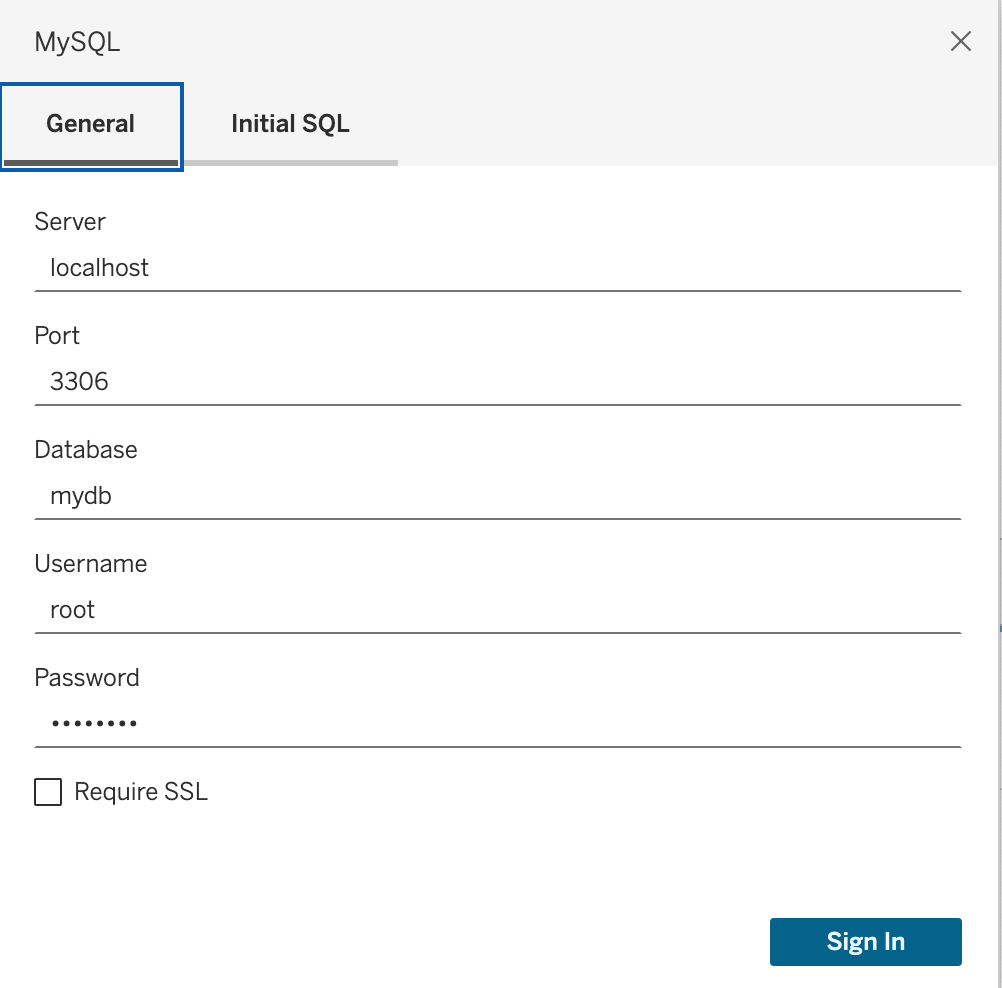 MySQL
General
Initial SQL
Server
localhost
Port
3306
Database
mydb
Username
root
Password
••••••••
Require SSL
Sign In